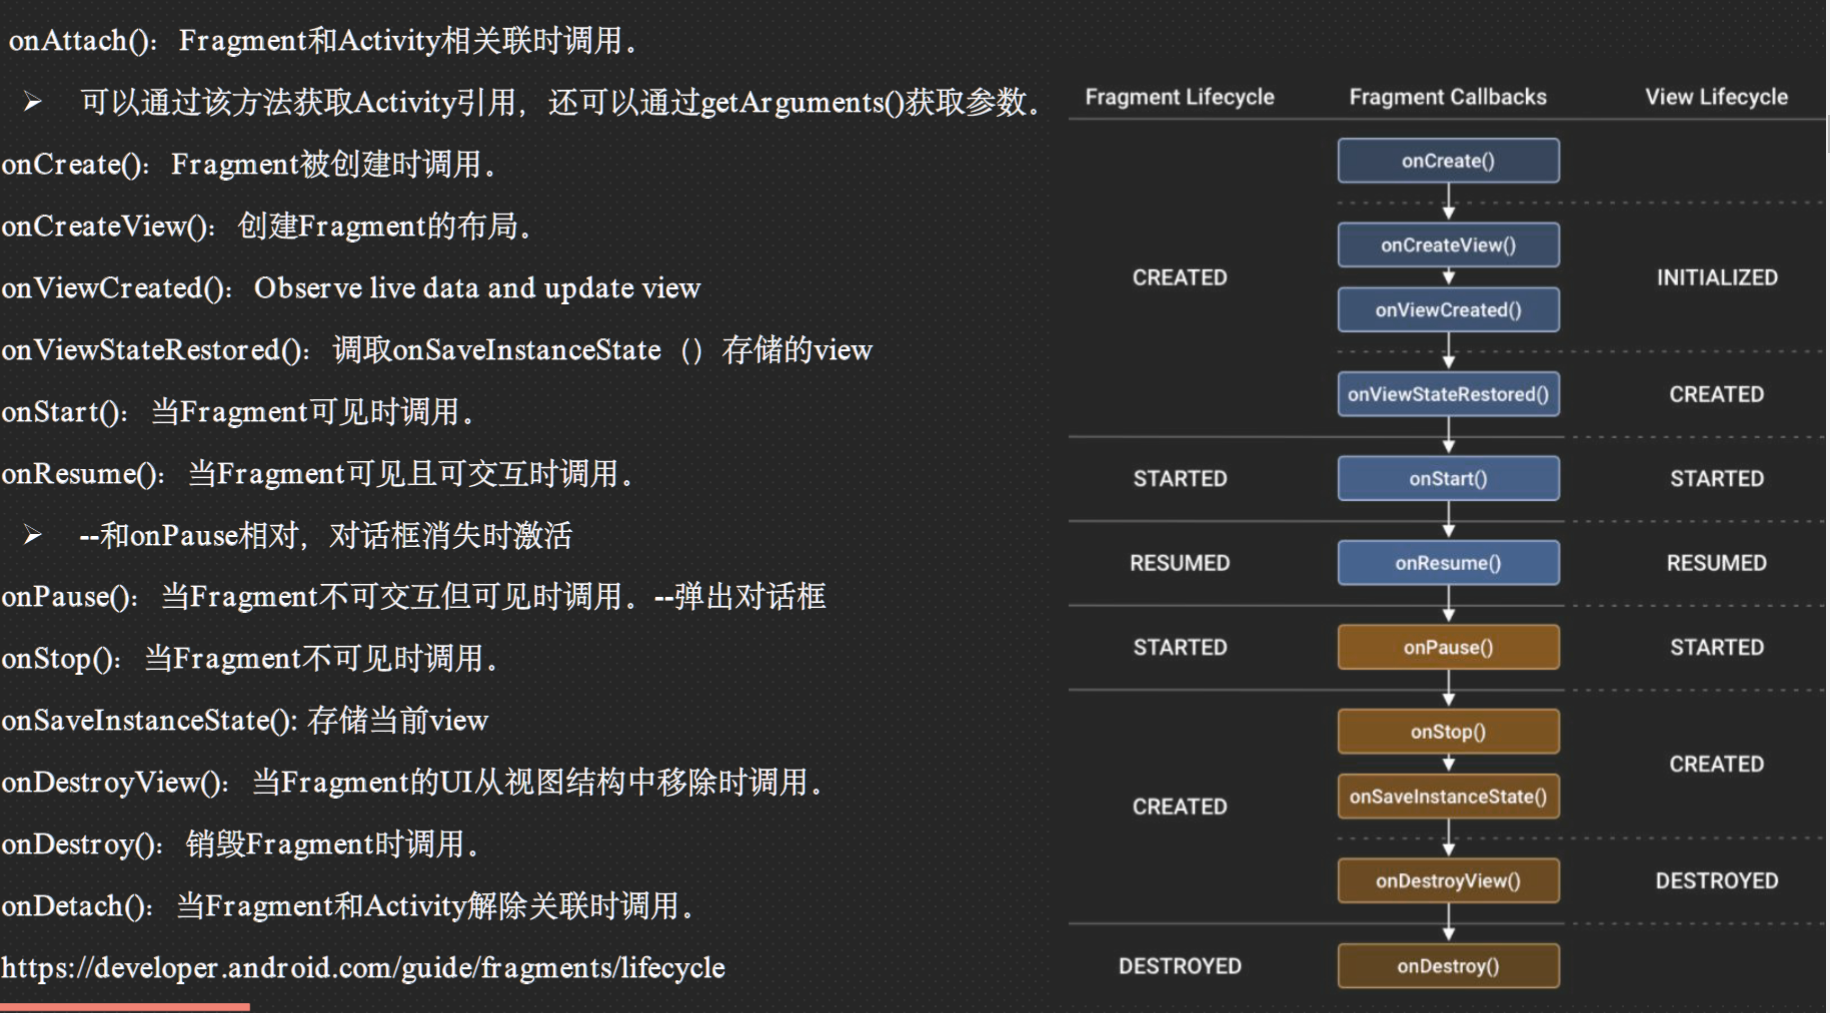 onAttach()：Fragment和Activity相关联时调用。
➢ 可以通过该方法获取Activity引用，还可以通过getArguments()获取参数。
onCreate()：Fragment被创建时调用。
onCreateView()：创建Fragment的布局。
onViewCreated()：Observe live data and update view
onViewStateRestored()：调取onSaveInstanceState（）存储的view
onStart()：当Fragment可见时调用。
onResume()：当Fragment可见且可交互时调用。
➢ --和onPause相对，对话框消失时激活
onPause()：当Fragment不可交互但可见时调用。--弹出对话框
onStop()：当Fragment不可见时调用。
onSaveInstanceState(): 存储当前view
onDestroyView()：当Fragment的UI从视图结构中移除时调用。
onDestroy()：销毁Fragment时调用。
onDetach()：当Fragment和Activity解除关联时调用。
https://developer.android.com/guide/fragments/lifecycle
Fragment Lifecycle Fragment Callbacks View Lifecycle
onCreate()
onCreateView()
CREATED INITIALIZED
onViewCreated()
onViewStateRestored() CREATED
STARTED onStart() STARTED
RESUMED onResume() RESUMED
STARTED onPause() STARTED
onStop()
CREATED
onSaveInstanceState()
CREATED
onDestroyView() DESTROYED
DESTROYED onDestroy()